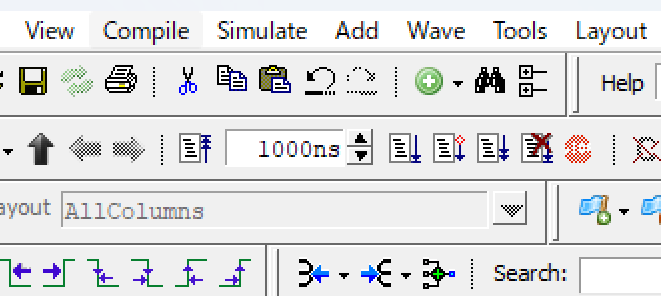 View Compile Simulate Add Wave Tools Layout
Help
1000ns
ayout AllColumns
Search: